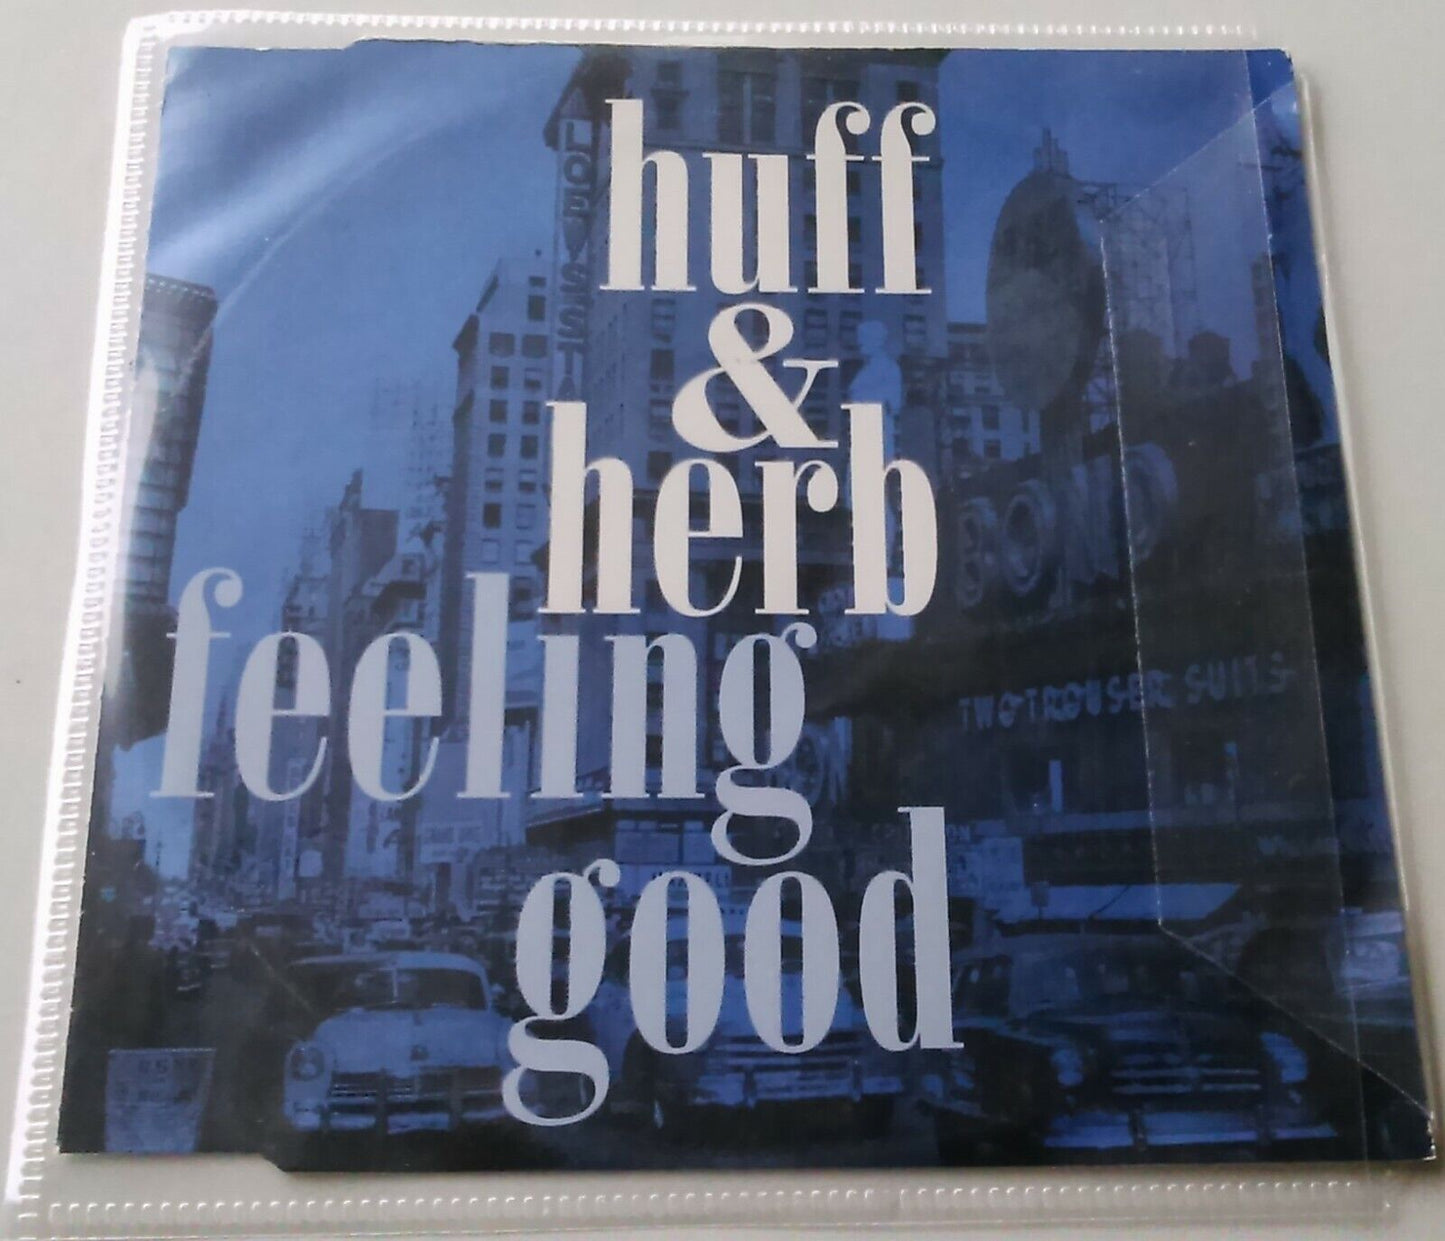 huff
&
herb
feeling
good
BOND
TWO TROUSER SUITS